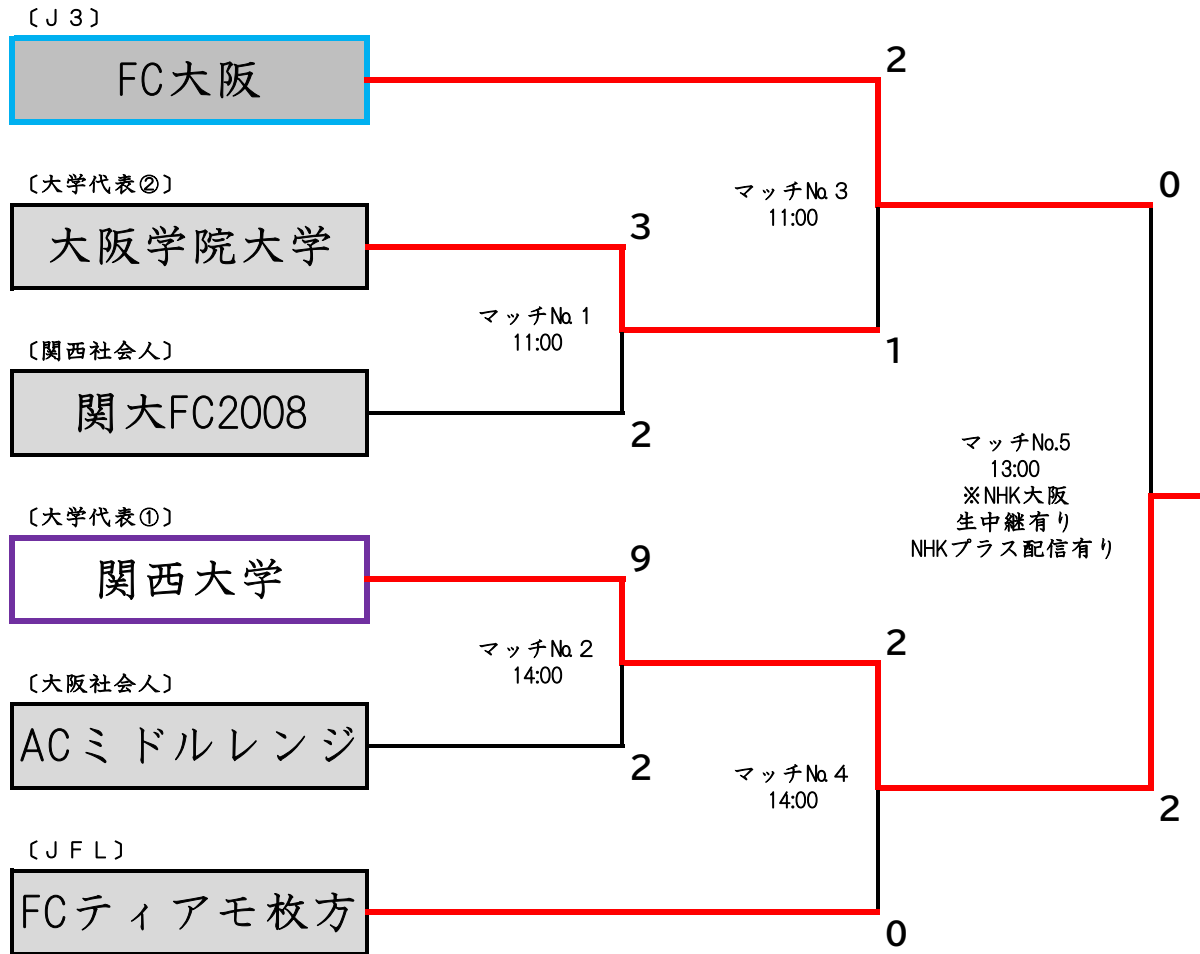 〔J3〕
FC大阪
2
〔大学代表②〕
大阪学院大学
3
マッチNo.3
11:00
0
マッチNo.1
11:00
1
〔関西社会人〕
関大FC2008
2
マッチNo.5
13:00
※NHK大阪
生中継有り
NHKプラス配信有り
〔大学代表①〕
関西大学
9
マッチNo.2
14:00
2
〔大阪社会人〕
ACミドルレンジ
2
マッチNo.4
14:00
2
〔JFL〕
FCティアモ枚方
0